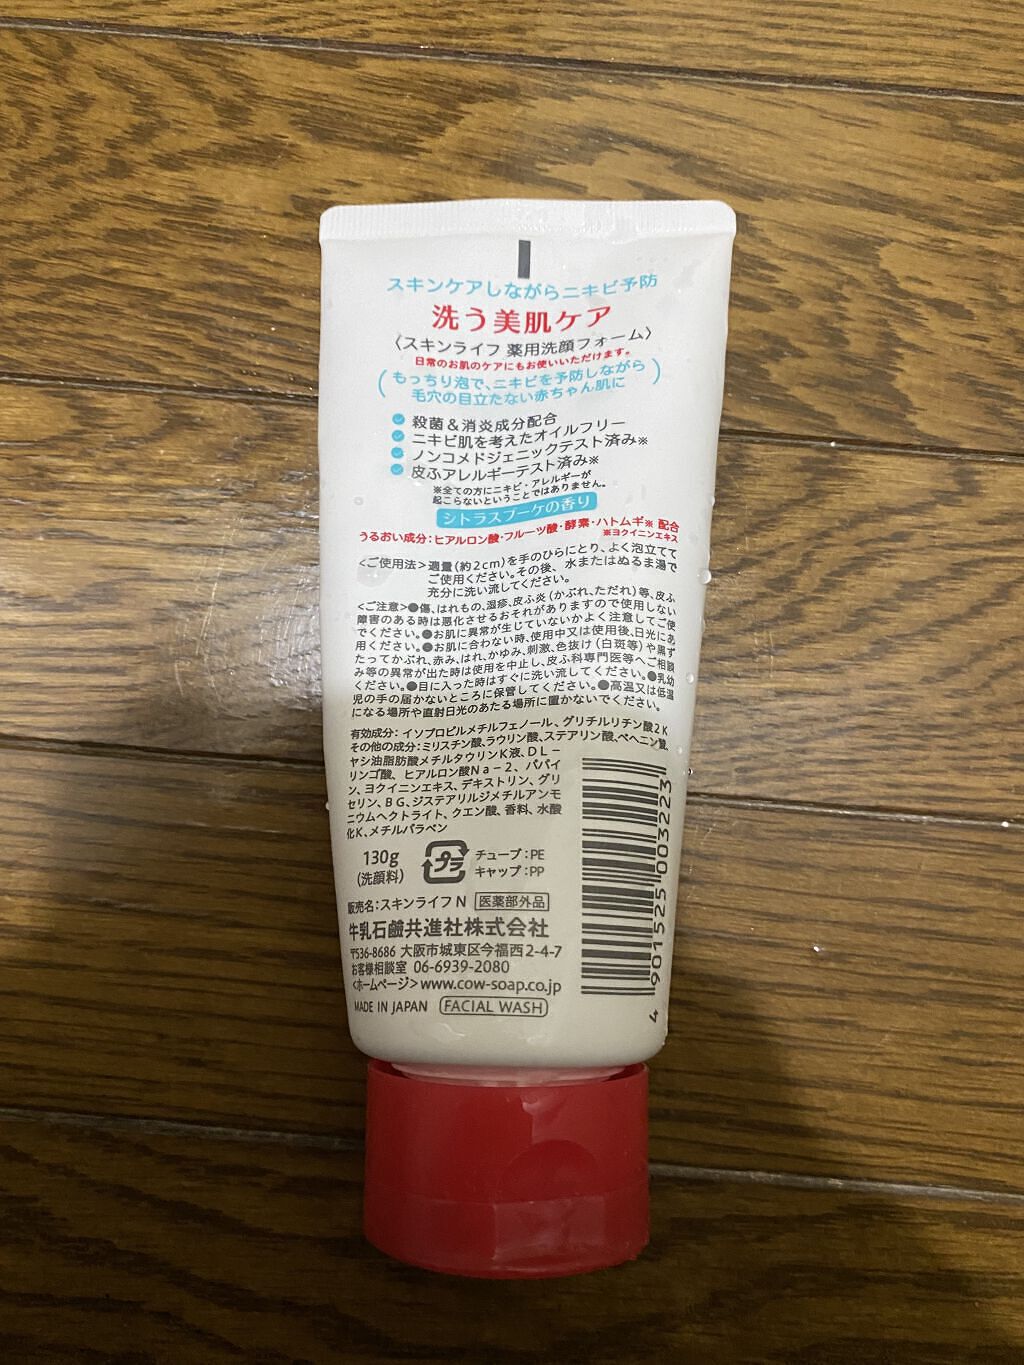 スキンケアしながらニキビ予防
洗う美肌ケア
〈スキンライフ 薬用洗顔フォーム〉
日常のお肌のケアにもお使いいただけます。
(もっちり泡で、ニキビを予防しながら
毛穴の目立たない赤ちゃん肌に)
殺菌＆消炎成分配合
ニキビ肌を考えたオイルフリー
ノンコメドジェニックテスト済み※
皮ふアレルギーテスト済み※
※全ての方にニキビ・アレルギーが
起こらないということではありません。
シトラスブーケの香り
うるおい成分：ヒアルロン酸・フルーツ酸・酵素・ハトムギ※ 配合
※ヨクイニンエキス
<ご使用法>適量(約2cm)を手のひらにとり、よく泡立てて
ご使用ください。その後、水またはぬるま湯で
充分に洗い流してください。
<ご注意>●傷、はれもの、湿疹、皮ふ炎(かぶれ、ただれ)等、皮ふ
障害のある時は悪化させるおそれがありますので使用しない
でください。●お肌に異常が生じていないかよく注意してご使
用ください。●お肌に合わない時、使用中又は使用後、日光にあ
たってかぶれ、赤み、はれ、かゆみ、刺激、色抜け(白斑等)や黒ず
み等の異常が出た時は使用を中止し、皮ふ科専門医等へご相談
ください。●目に入った時はすぐに洗い流してください。●乳幼
児の手の届かないところに保管してください。●高温又は低温
になる場所や直射日光のあたる場所に置かないでください。
有効成分：イソプロピルメチルフェノール、グリチルリチン酸2K
その他の成分：ミリスチン酸、ラウリン酸、ステアリン酸、ベヘニン酸、
ヤシ油脂肪酸メチルタウリンK液、DL-
リンゴ酸、ヒアルロン酸Na-2、パパイ
ン、ヨクイニンエキス、デキストリン、グリ
セリン、BG、ジステアリルジメチルアンモ
ニウムヘクトライト、クエン酸、香料、水酸
化K、メチルパラベン
130g
(洗顔料)
プラ
チューブ：PE
キャップ：PP
販売名：スキンライフN 医薬部外品
牛乳石鹼共進社株式会社
〒536-8686 大阪市城東区今福西2-4-7
お客様相談室 06-6939-2080
<ホームページ>www.cow-soap.co.jp
MADE IN JAPAN FACIAL WASH
4 901525 003223